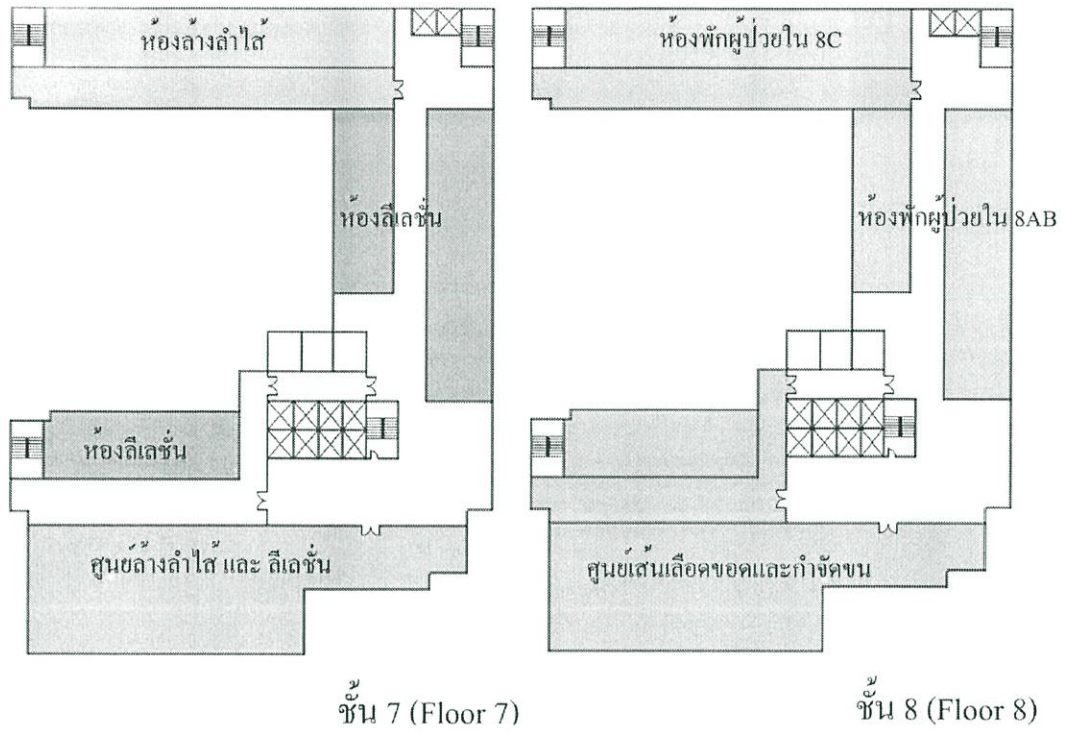 ห้องล้างลำไส้
ห้องลีเลชั่น
ห้องลีเลชั่น
ศูนย์ล้างลำไส้ และ ลีเลชั่น
ชั้น 7 (Floor 7)
ห้องพักผู้ป่วยใน 8C
ห้องพักผู้ป่วยใน 8AB
ศูนย์เส้นเลือดขอดและกำจัดขน
ชั้น 8 (Floor 8)